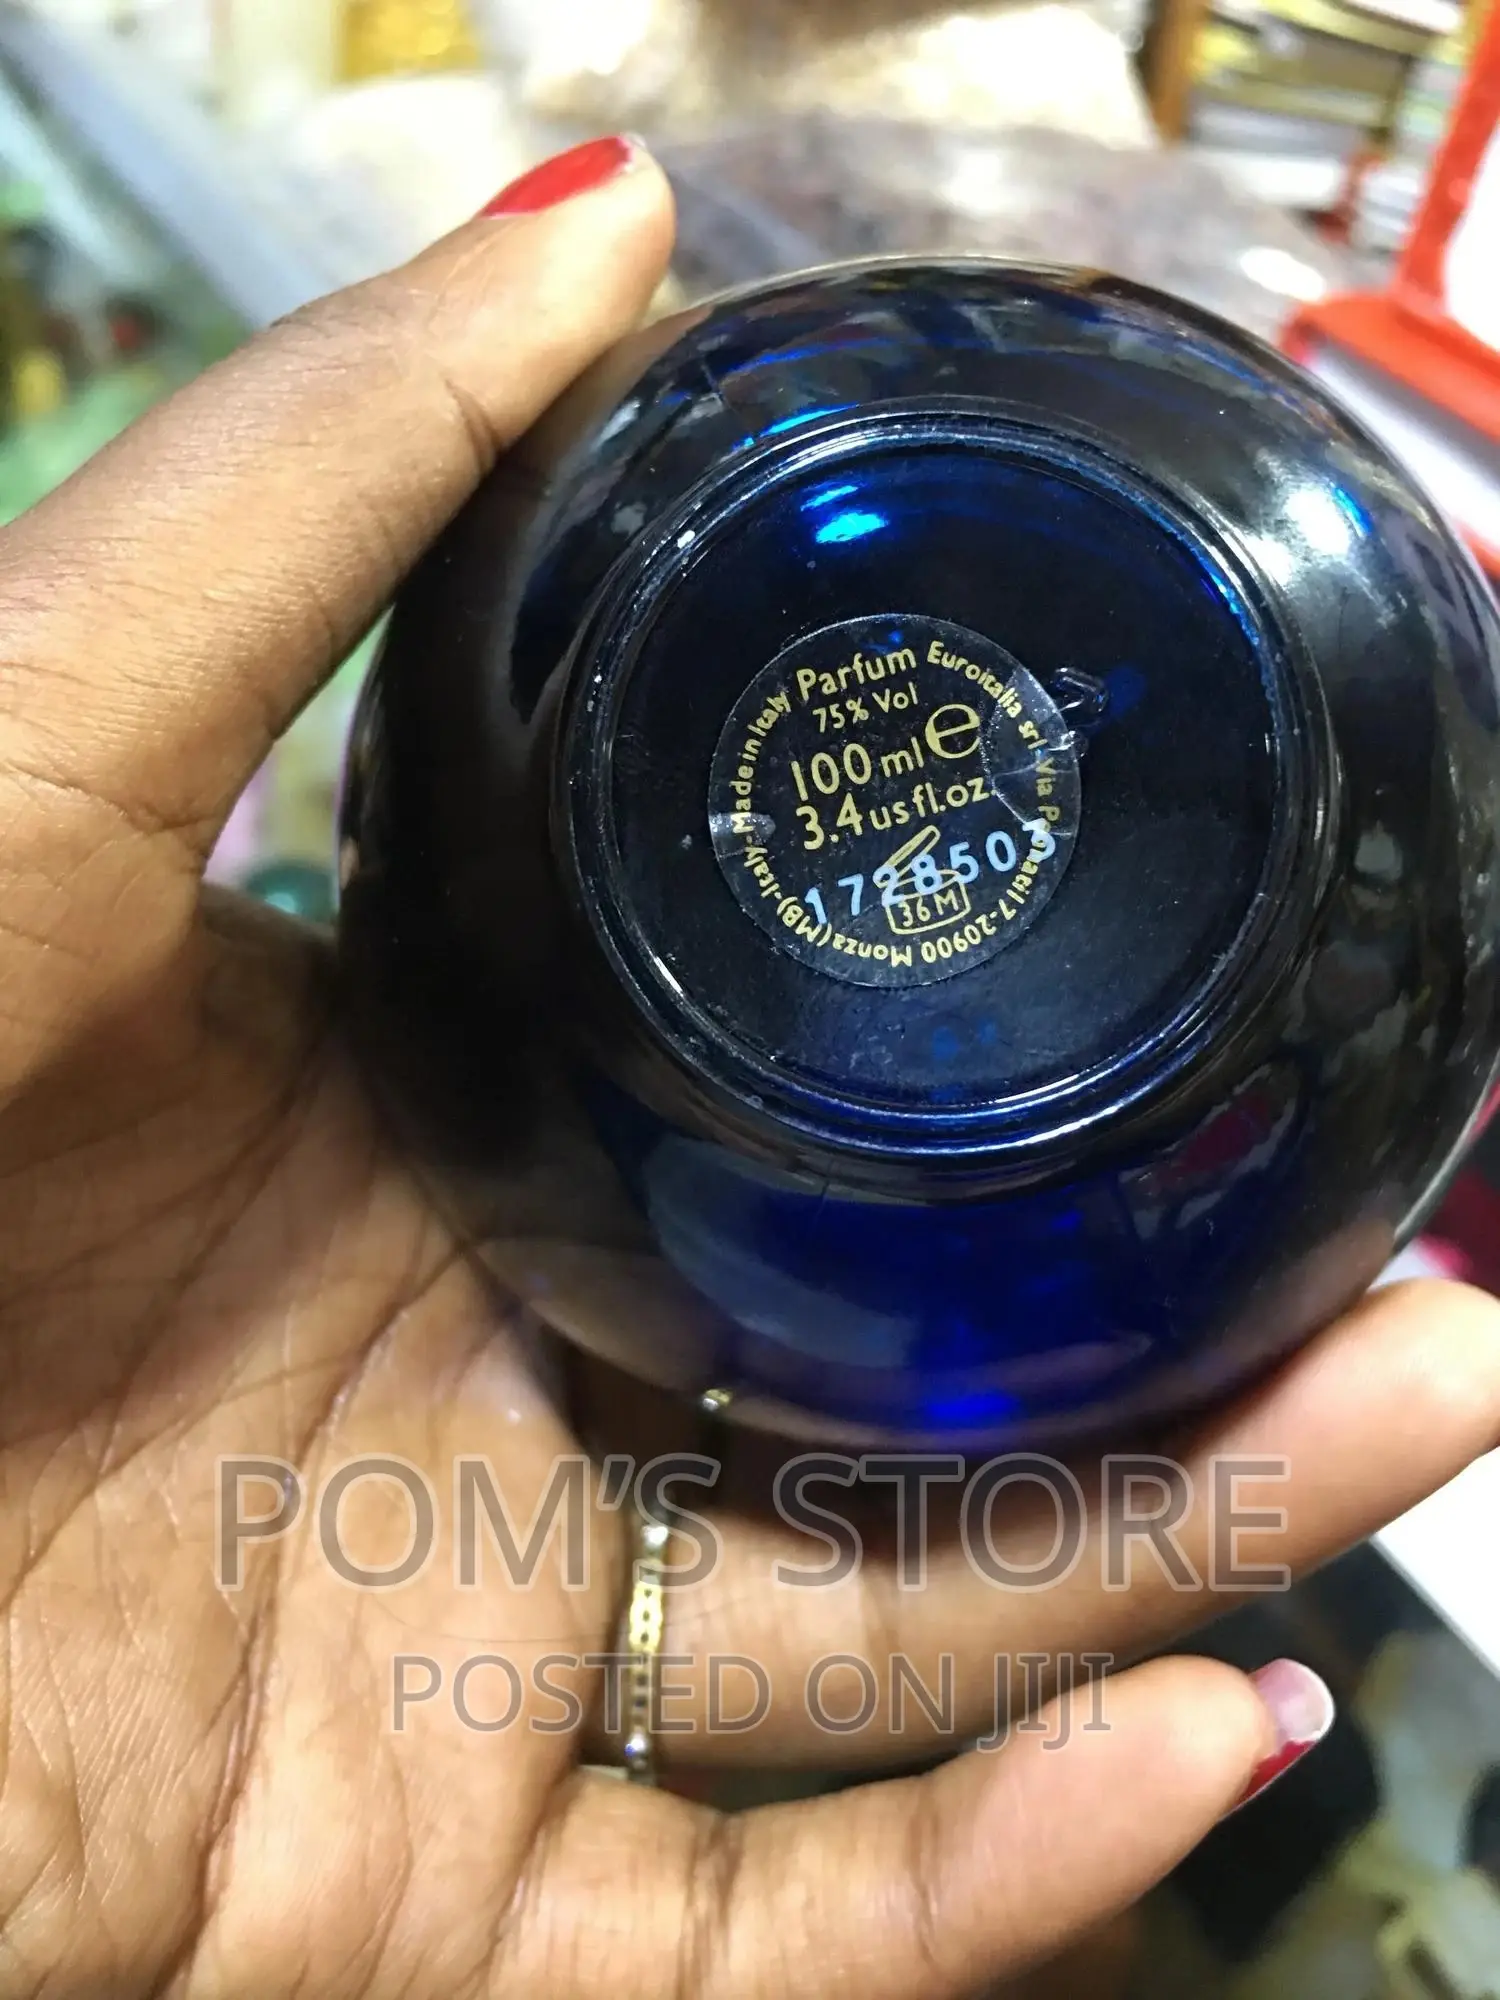 Parfum
75% Vol
100 ml e
3.4 us fl.oz.
1728503
36M
Euroitalia srl - Via Pennati 17 - 20900 Monza (MB) - Italy - Made in Italy
POM'S STORE
POSTED ON JIJI